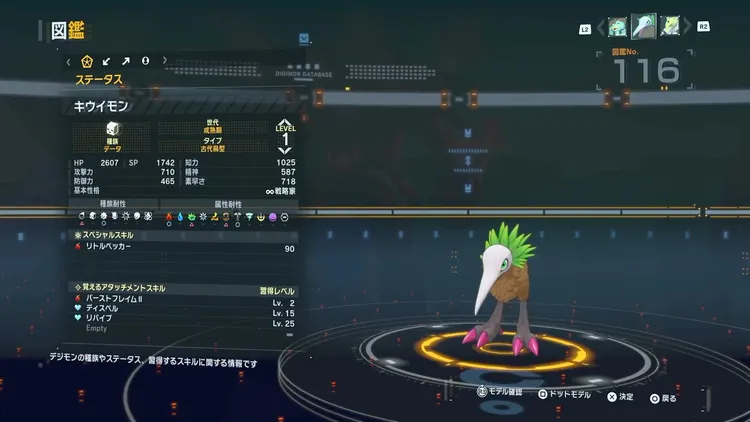 図鑑
L2
R2
図鑑No.
116
DIGIMON DATABASE
ステータス
キウイモン
種族
データ
世代
成熟期
タイプ
古代鳥型
LEVEL
1
HP 2607 SP 1742 知力 1025
攻撃力 710 精神 587
防御力 465 素早さ 718
基本性格 戦略家
種族耐性 属性耐性
スペシャルスキル
リトルペッカー 90
覚えるアタッチメントスキル 習得レベル
バーストフレイムⅡ Lv. 2
ディスペル Lv. 15
リバイブ Lv. 25
Empty
デジモンの種族やステータス、習得するスキルに関する情報です
モデル確認 ドットモデル 決定 戻る